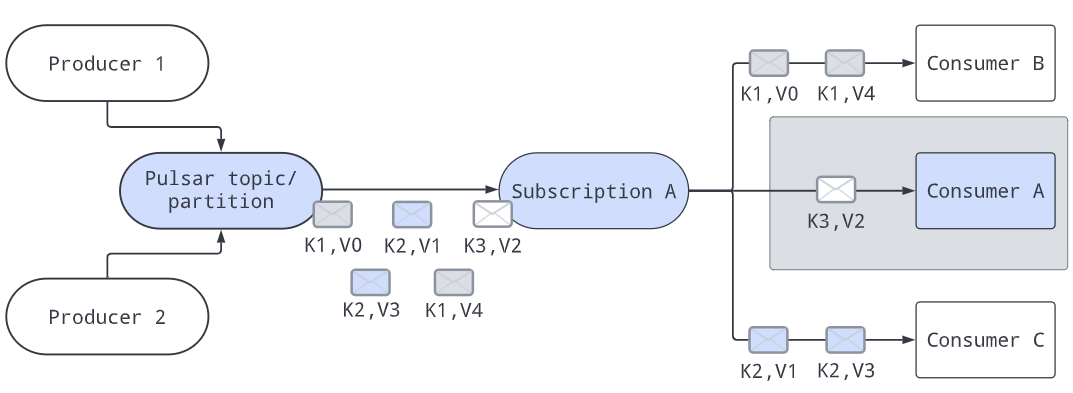 Producer 1
Pulsar topic/
partition
Producer 2
K1,V0
K2,V1
K3,V2
K2,V3
K1,V4
Subscription A
K1,V0
K1,V4
Consumer B
K3,V2
Consumer A
K2,V1
K2,V3
Consumer C